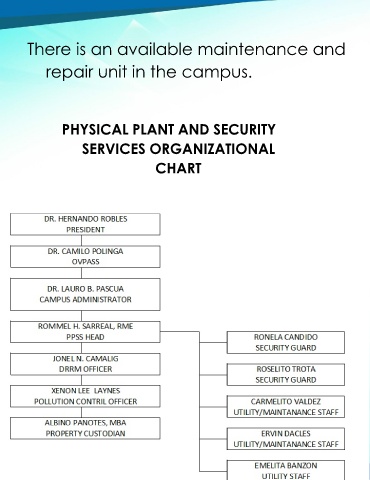 There is an available maintenance and
repair unit in the campus.
PHYSICAL PLANT AND SECURITY
SERVICES ORGANIZATIONAL
CHART
DR. HERNANDO ROBLES
PRESIDENT
DR. CAMILO POLINGA
OVPASS
DR. LAURO B. PASCUA
CAMPUS ADMINISTRATOR
ROMMEL H. SARREAL, RME
PPSS HEAD
JONEL N. CAMALIG
DRRM OFFICER
XENON LEE LAYNES
POLLUTION CONTRIL OFFICER
ALBINO PANOTES, MBA
PROPERTY CUSTODIAN
RONELA CANDIDO
SECURITY GUARD
ROSELITO TROTA
SECURITY GUARD
CARMELITO VALDEZ
UTILITY/MAINTANANCE STAFF
ERVIN DACLES
UTILITY/MAINTANANCE STAFF
EMELITA BANZON
UTILITY STAFF